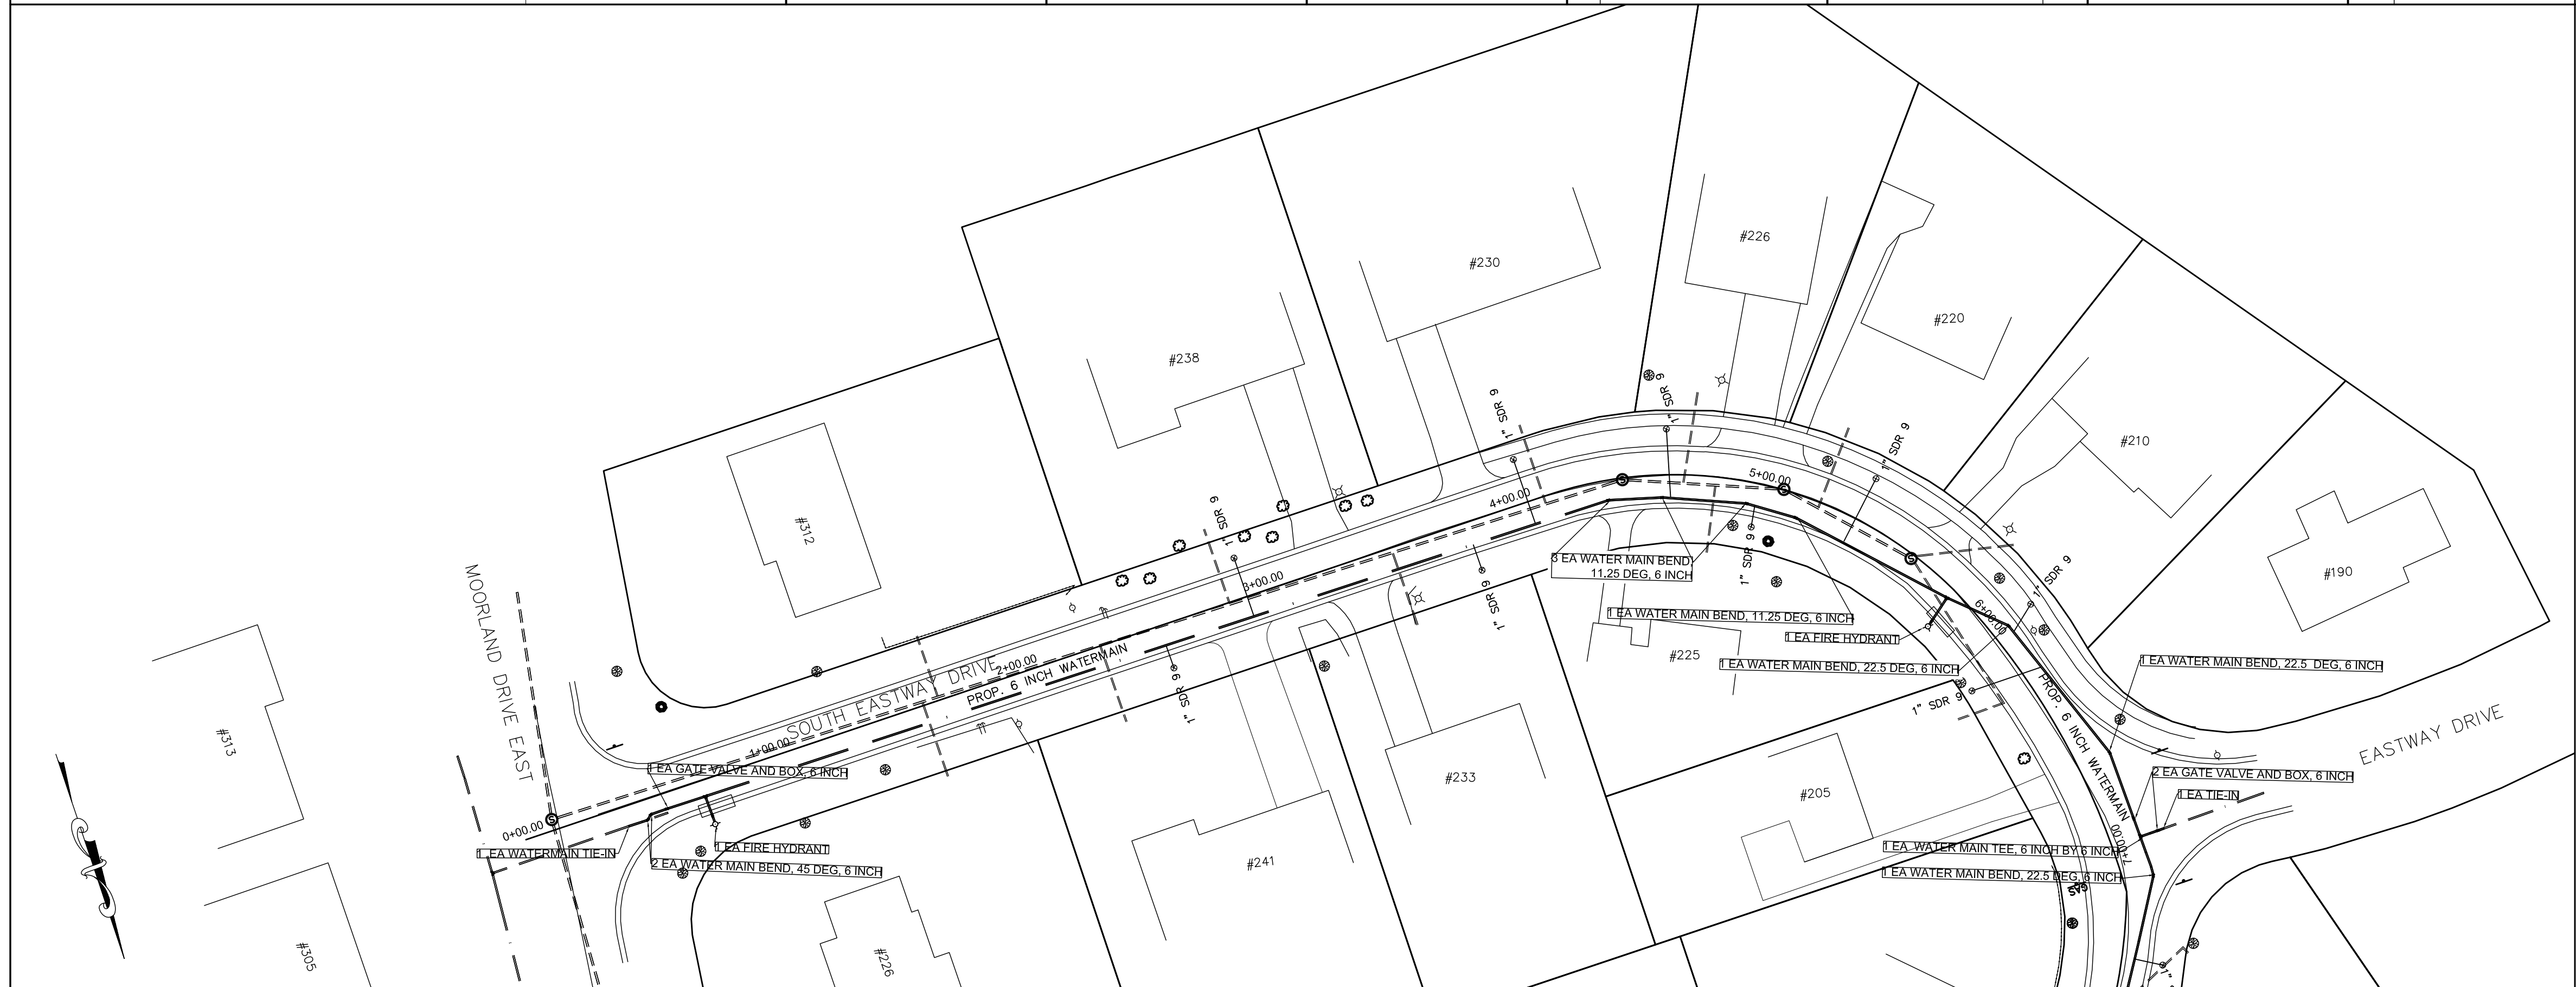 #226
#230
#220
#238
1" SDR 9
1" SDR 9
#210
1" SDR 9
5+00.00
4+00.00
#312
1" SDR 9
3+00.00
3 EA WATER MAIN BEND,
11.25 DEG, 6 INCH
1" SDR 9
1" SDR 9
#190
1" SDR 9
1 EA WATER MAIN BEND, 11.25 DEG, 6 INCH
6+00.00
1 EA FIRE HYDRANT
MOORLAND DRIVE EAST
#225
1 EA WATER MAIN BEND, 22.5 DEG, 6 INCH
1 EA WATER MAIN BEND, 22.5 DEG, 6 INCH
2+00.00
SOUTH EASTWAY DRIVE
PROP. 6 INCH WATERMAIN
1" SDR 9
1" SDR 9
PROP. 6 INCH WATERMAIN
EASTWAY DRIVE
#313
1+00.00
1 EA GATE VALVE AND BOX, 6 INCH
#233
#205
2 EA GATE VALVE AND BOX, 6 INCH
1 EA TIE-IN
0+00.00
S
S
S
S
1 EA WATERMAIN TIE-IN
1 EA FIRE HYDRANT
2 EA WATER MAIN BEND, 45 DEG, 6 INCH
#241
1 EA WATER MAIN TEE, 6 INCH BY 6 INCH
7+00.00
1 EA WATER MAIN BEND, 22.5 DEG, 6 INCH
GAS
#305
#226
1"